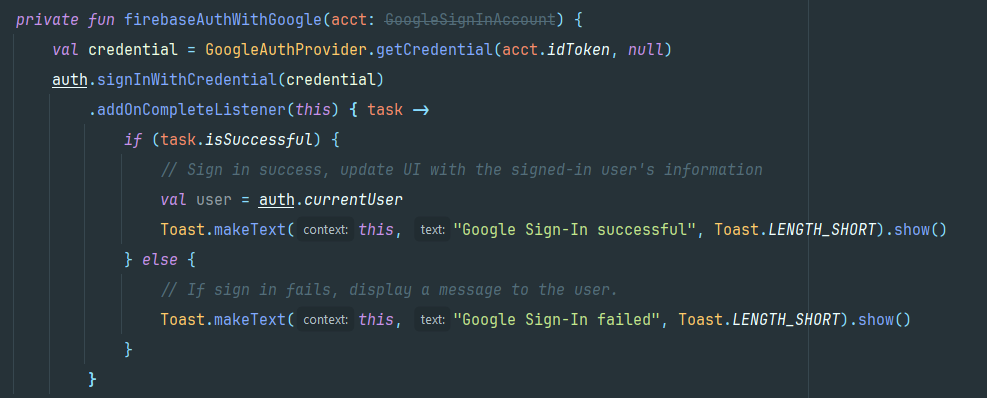 private fun firebaseAuthWithGoogle(acct: GoogleSignInAccount) {
val credential = GoogleAuthProvider.getCredential(acct.idToken, null)
auth.signInWithCredential(credential)
.addOnCompleteListener(this) { task ->
if (task.isSuccessful) {
// Sign in success, update UI with the signed-in user's information
val user = auth.currentUser
Toast.makeText( context: this, text: "Google Sign-In successful", Toast.LENGTH_SHORT).show()
} else {
// If sign in fails, display a message to the user.
Toast.makeText( context: this, text: "Google Sign-In failed", Toast.LENGTH_SHORT).show()
}
}